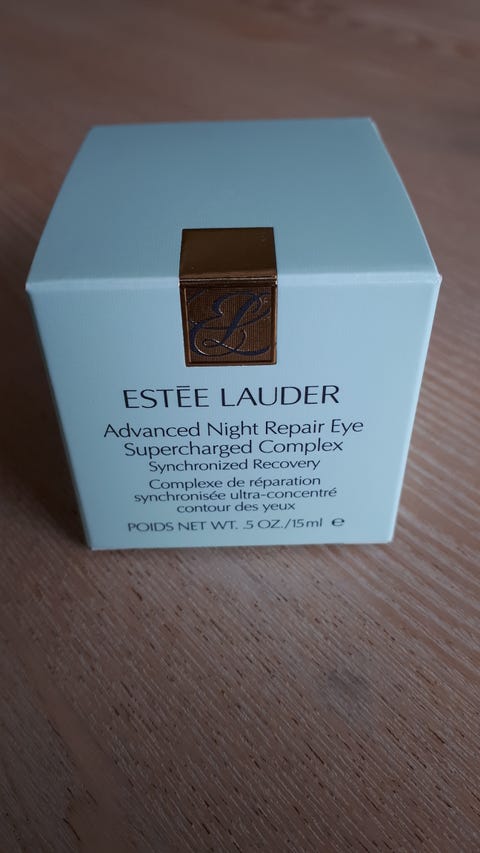 EL
ESTĒE LAUDER
Advanced Night Repair Eye
Supercharged Complex
Synchronized Recovery
Complexe de réparation
synchronisée ultra-concentré
contour des yeux
POIDS NET WT. .5 OZ./15ml ℮